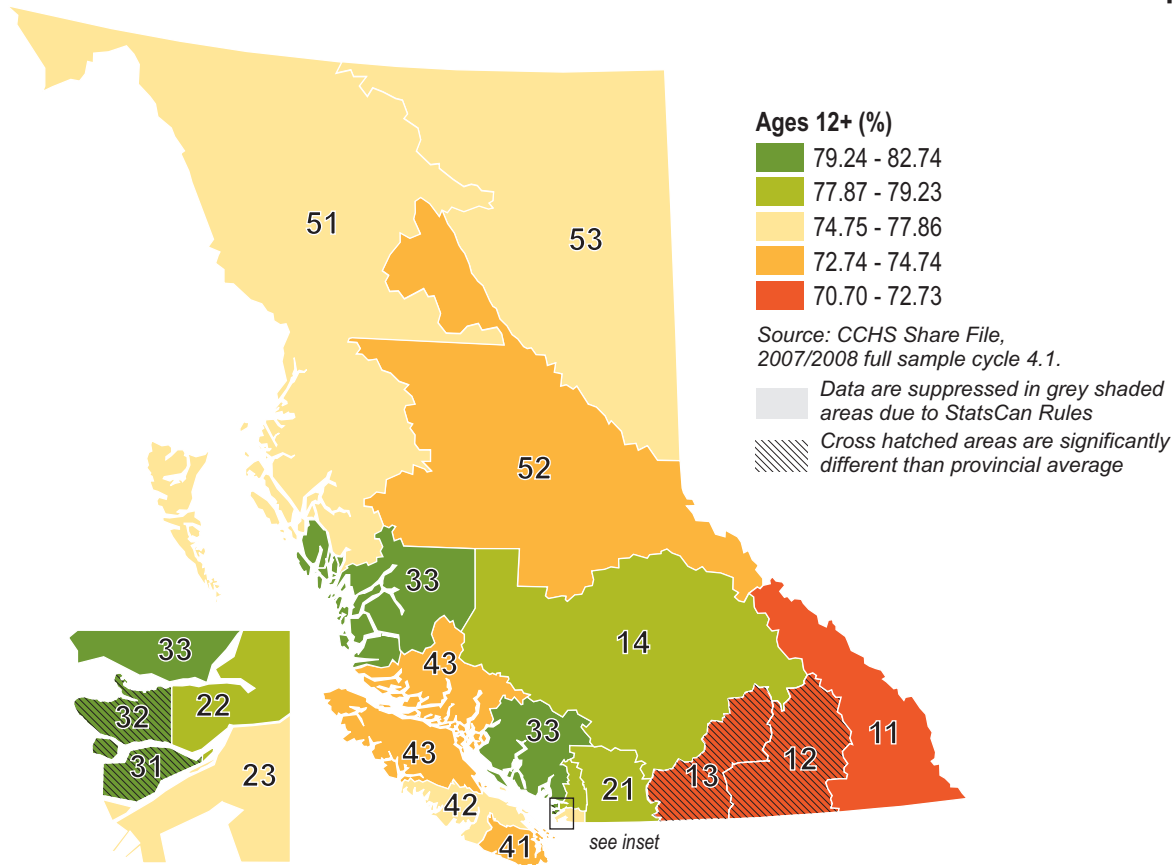 Ages 12+ (%)
79.24 - 82.74
77.87 - 79.23
74.75 - 77.86
72.74 - 74.74
70.70 - 72.73
Source: CCHS Share File,
2007/2008 full sample cycle 4.1.
Data are suppressed in grey shaded
areas due to StatsCan Rules
Cross hatched areas are significantly
different than provincial average
51
53
52
33
14
43
33
43
42
41
21
13
12
11
see inset
33
32
22
31
23